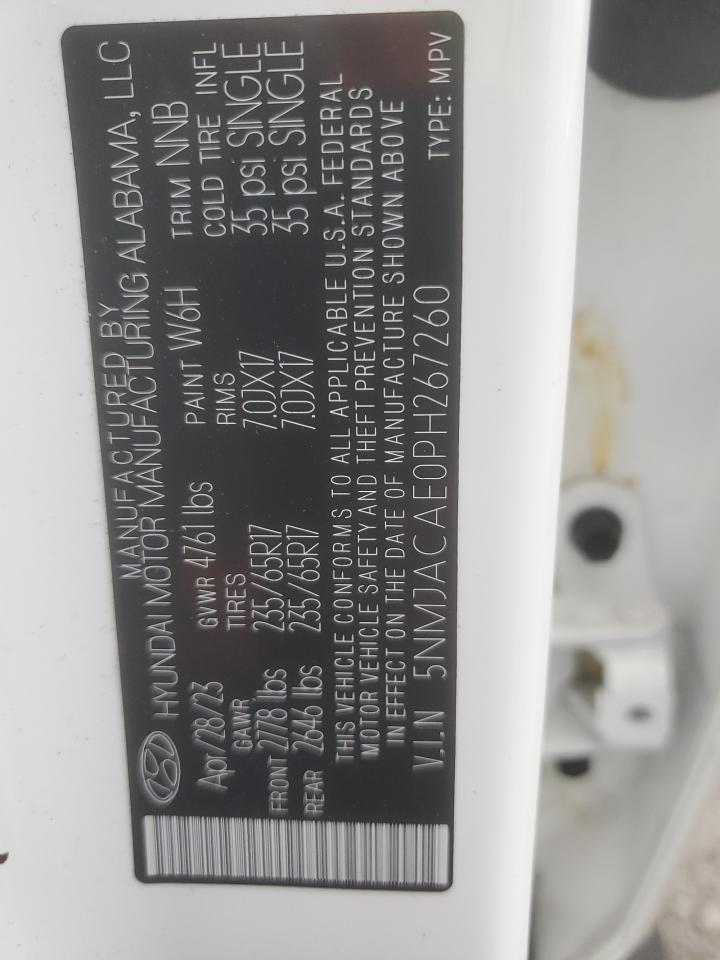 MANUFACTURED BY
HYUNDAI MOTOR MANUFACTURING ALABAMA, LLC
Apr/28/23 GVWR 4761 lbs PAINT W6H TRIM NNB
GAWR TIRES RIMS COLD TIRE INFL
FRONT 2778 lbs 235/65R17 7.0JX17 35 psi SINGLE
REAR 2646 lbs 235/65R17 7.0JX17 35 psi SINGLE
THIS VEHICLE CONFORMS TO ALL APPLICABLE U.S.A. FEDERAL
MOTOR VEHICLE SAFETY AND THEFT PREVENTION STANDARDS
IN EFFECT ON THE DATE OF MANUFACTURE SHOWN ABOVE
V.I.N 5NMJACAE0PH267260 TYPE: MPV